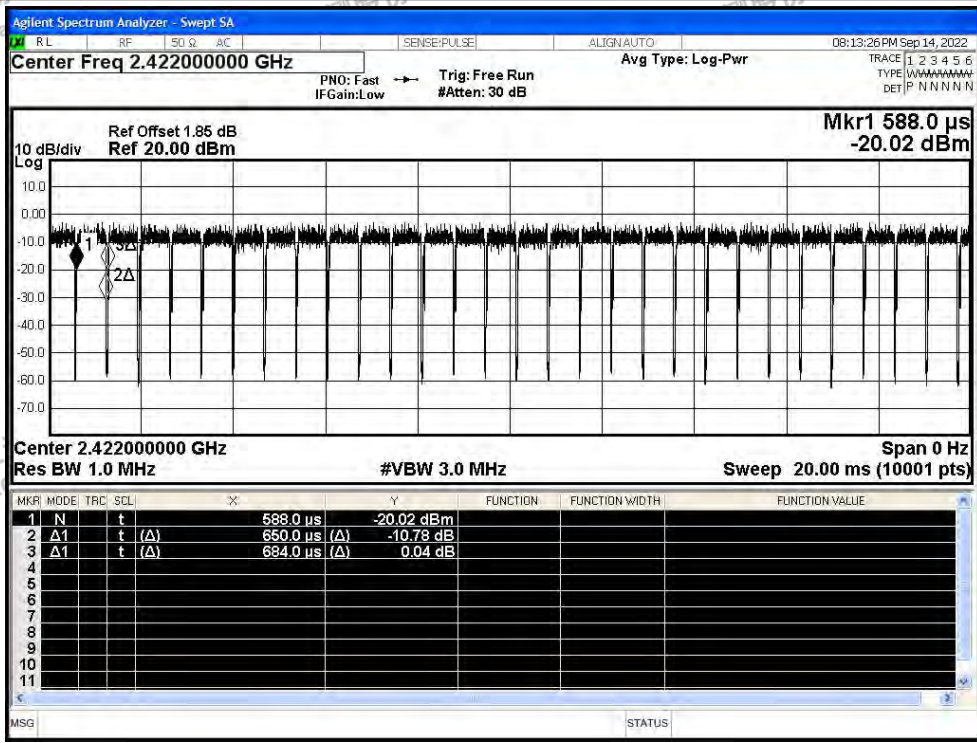 Agilent Spectrum Analyzer - Swept SA
RL RF 50 Ω AC SENSE:PULSE ALIGN AUTO 08:13:26 PM Sep 14, 2022
Center Freq 2.422000000 GHz
Avg Type: Log-Pwr
TRACE 1 2 3 4 5 6
TYPE WWWWWW
DET P N N N N N
PNO: Fast
IFGain:Low
Trig: Free Run
#Atten: 30 dB
Mkr1 588.0 µs
-20.02 dBm
Ref Offset 1.85 dB
10 dB/div Ref 20.00 dBm
Log
10.0
0.00
-10.0
-20.0
-30.0
-40.0
-50.0
-60.0
-70.0
1 3Δ
2Δ
Center 2.422000000 GHz Span 0 Hz
Res BW 1.0 MHz #VBW 3.0 MHz Sweep 20.00 ms (10001 pts)
MKR MODE TRC SCL X Y FUNCTION FUNCTION WIDTH FUNCTION VALUE
1 N t 588.0 µs -20.02 dBm
2 Δ1 t (Δ) 650.0 µs (Δ) -10.78 dB
3 Δ1 t (Δ) 684.0 µs (Δ) 0.04 dB
4
5
6
7
8
9
10
11
MSG STATUS